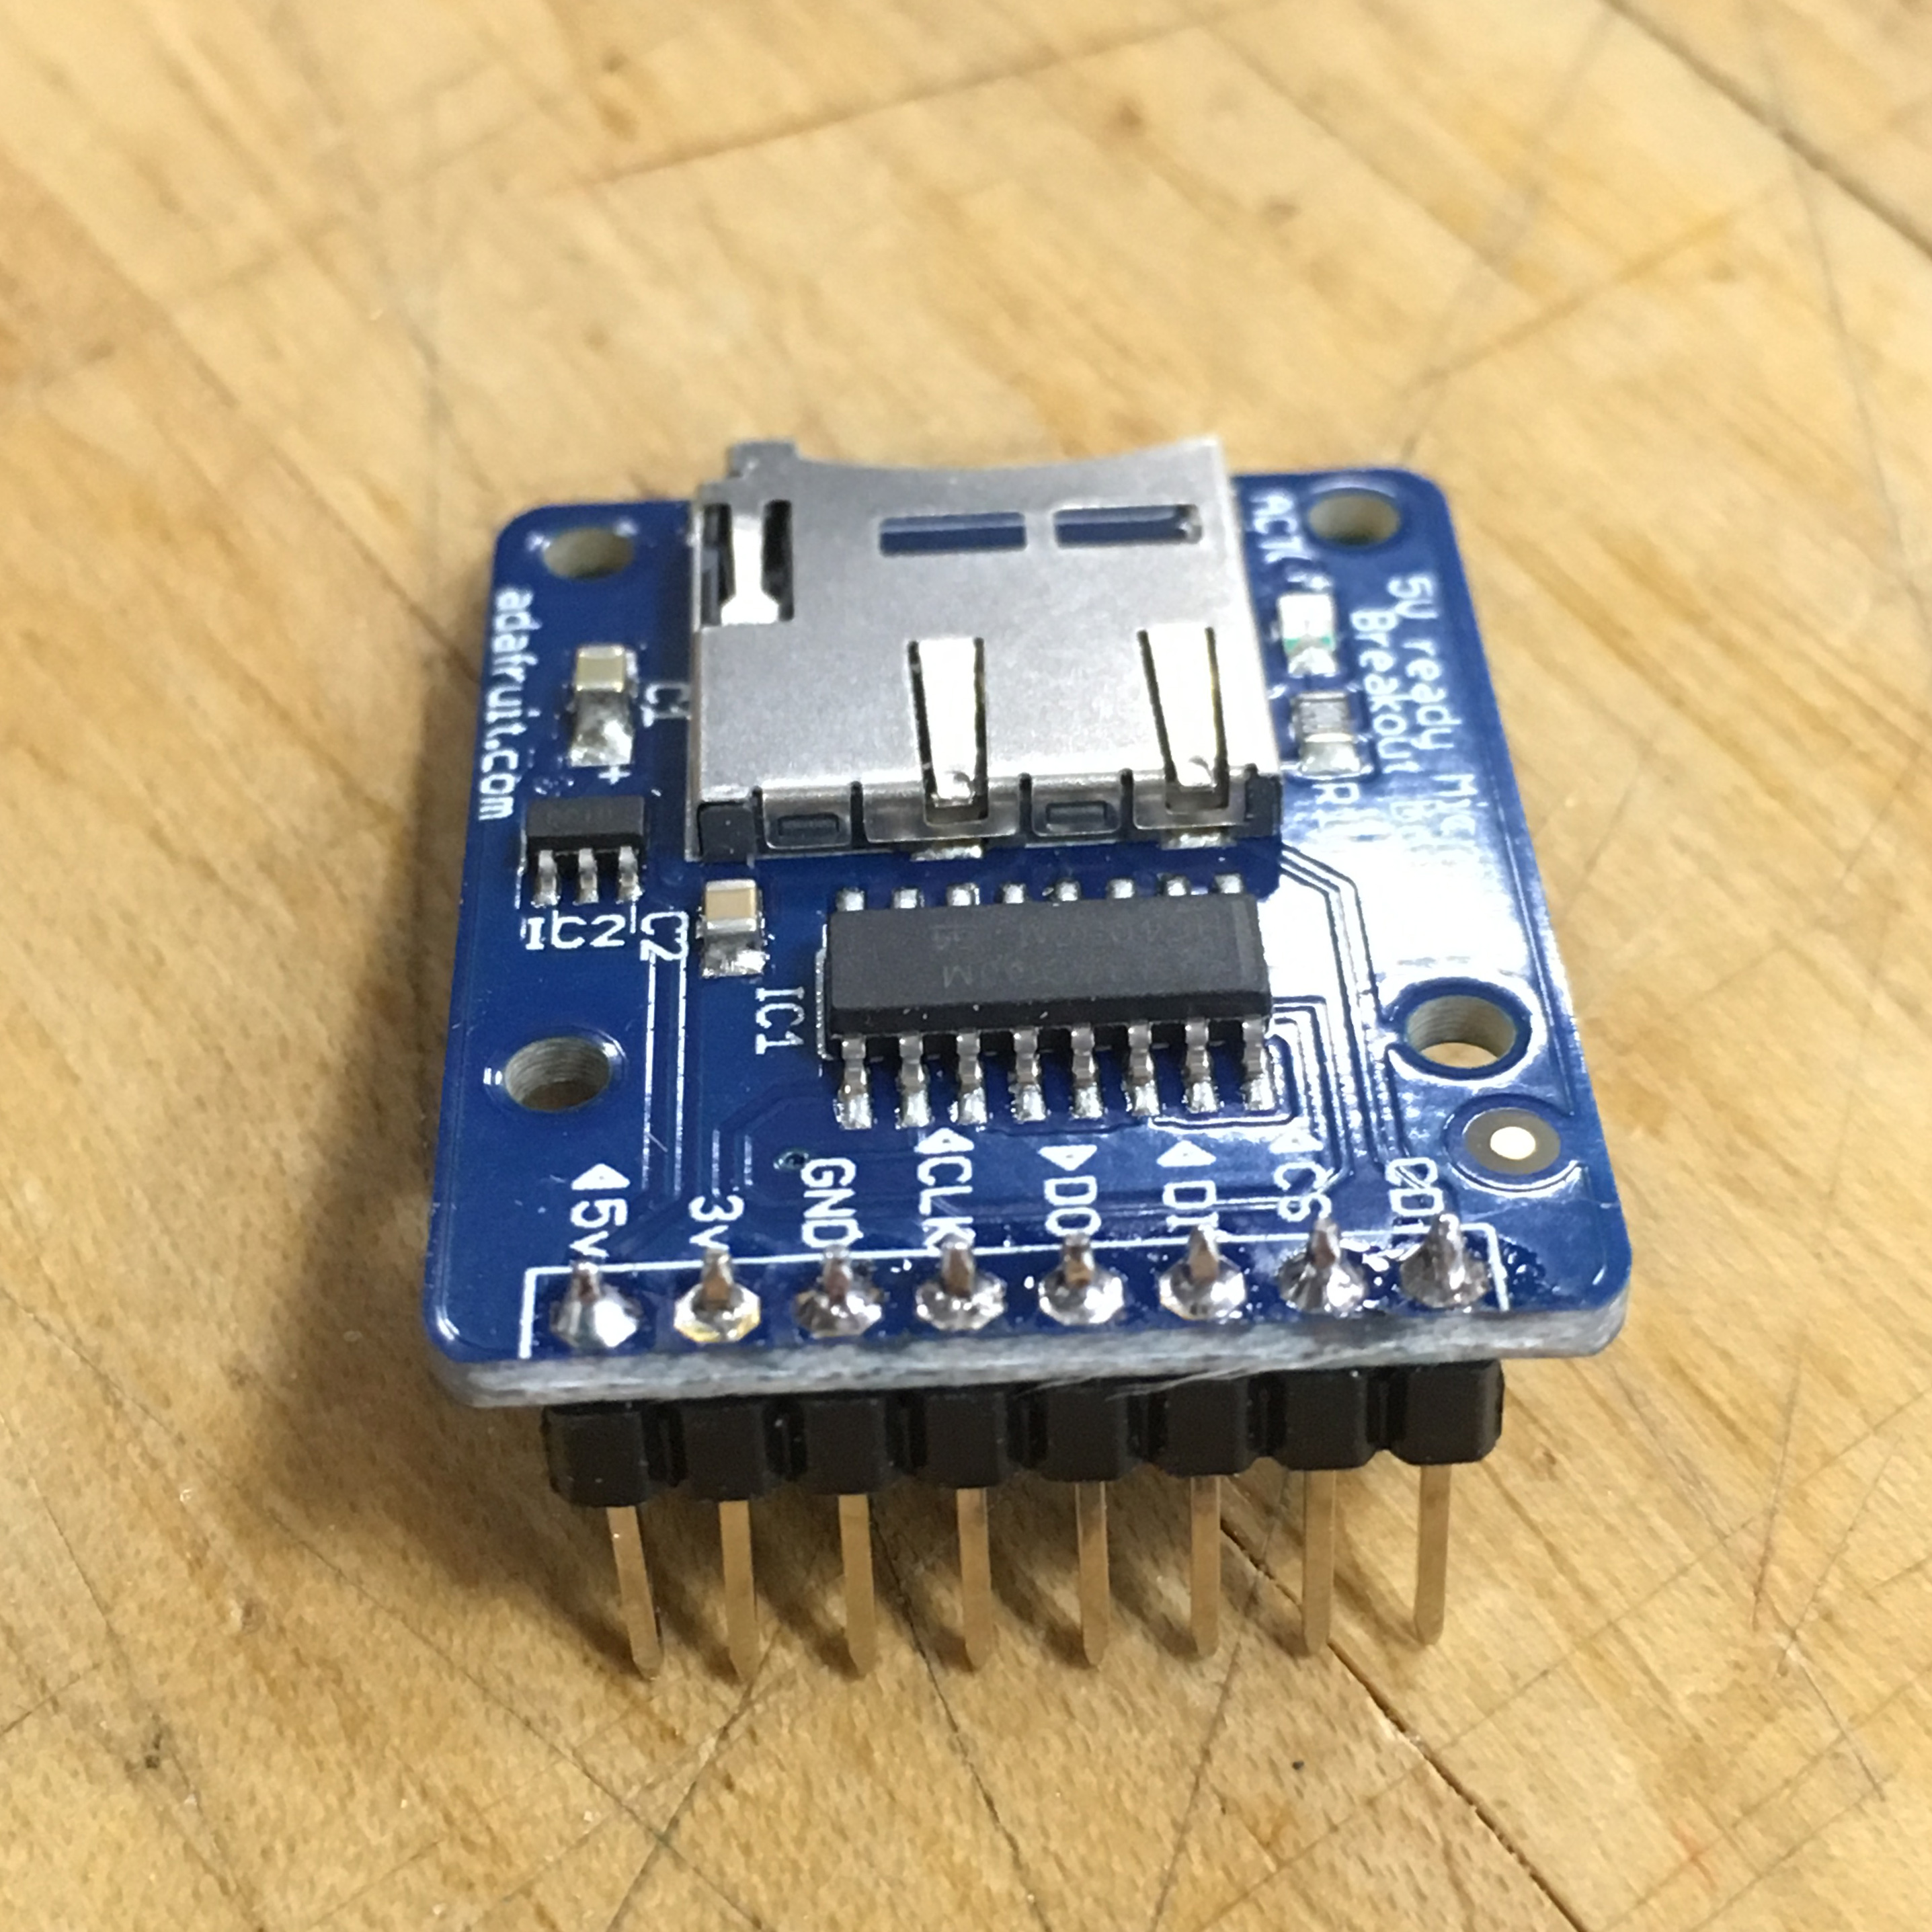 adafruit.com
C1
+
IC2
C2
IC1
ACT
5V ready
Breakout
R1
5v
3v
GND
CLK
DO
DI
CS
CD